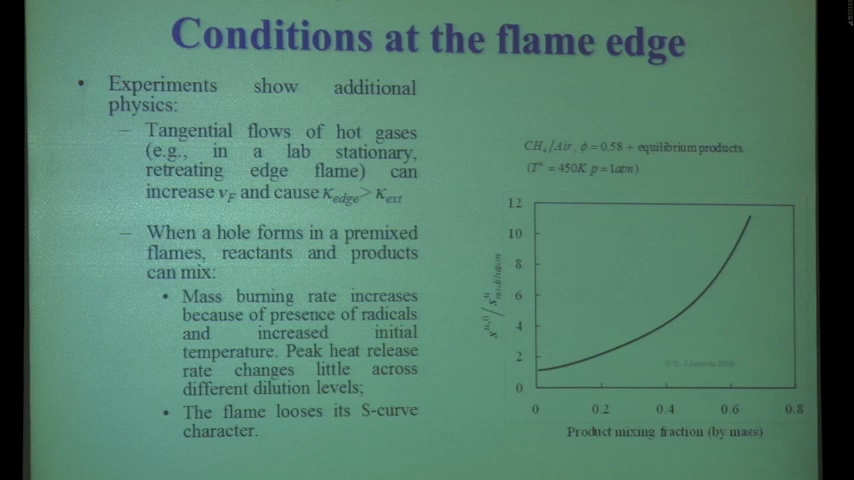 Conditions at the flame edge
• Experiments show additional
physics:
– Tangential flows of hot gases
(e.g., in a lab stationary,
retreating edge flame) can
increase v_F and cause κ_edge> κ_ext
– When a hole forms in a premixed
flames, reactants and products
can mix:
• Mass burning rate increases
because of presence of radicals
and increased initial
temperature. Peak heat release
rate changes little across
different dilution levels;
• The flame looses its S-curve
character.
CH₄/Air, ϕ = 0.58 + equilibrium products
(Tᵘ = 450K p = 1atm)
12
10
8
6
4
2
0
0 0.2 0.4 0.6 0.8
Product mixing fraction (by mass)